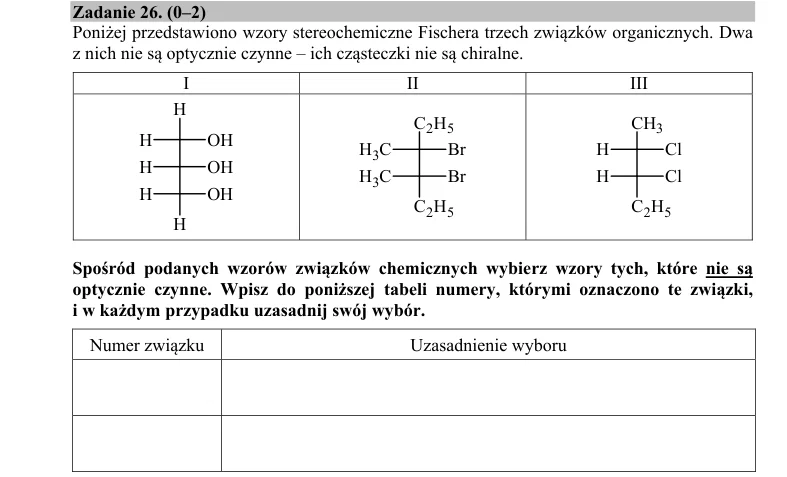 Zadanie 26. (0–2)
Poniżej przedstawiono wzory stereochemiczne Fischera trzech związków organicznych. Dwa
z nich nie są optycznie czynne – ich cząsteczki nie są chiralne.
I II III
H
H OH
H OH
H OH
H
C₂H₅
H₃C Br
H₃C Br
C₂H₅
CH₃
H Cl
H Cl
C₂H₅
Spośród podanych wzorów związków chemicznych wybierz wzory tych, które nie są
optycznie czynne. Wpisz do poniższej tabeli numery, którymi oznaczono te związki,
i w każdym przypadku uzasadnij swój wybór.
Numer związku Uzasadnienie wyboru